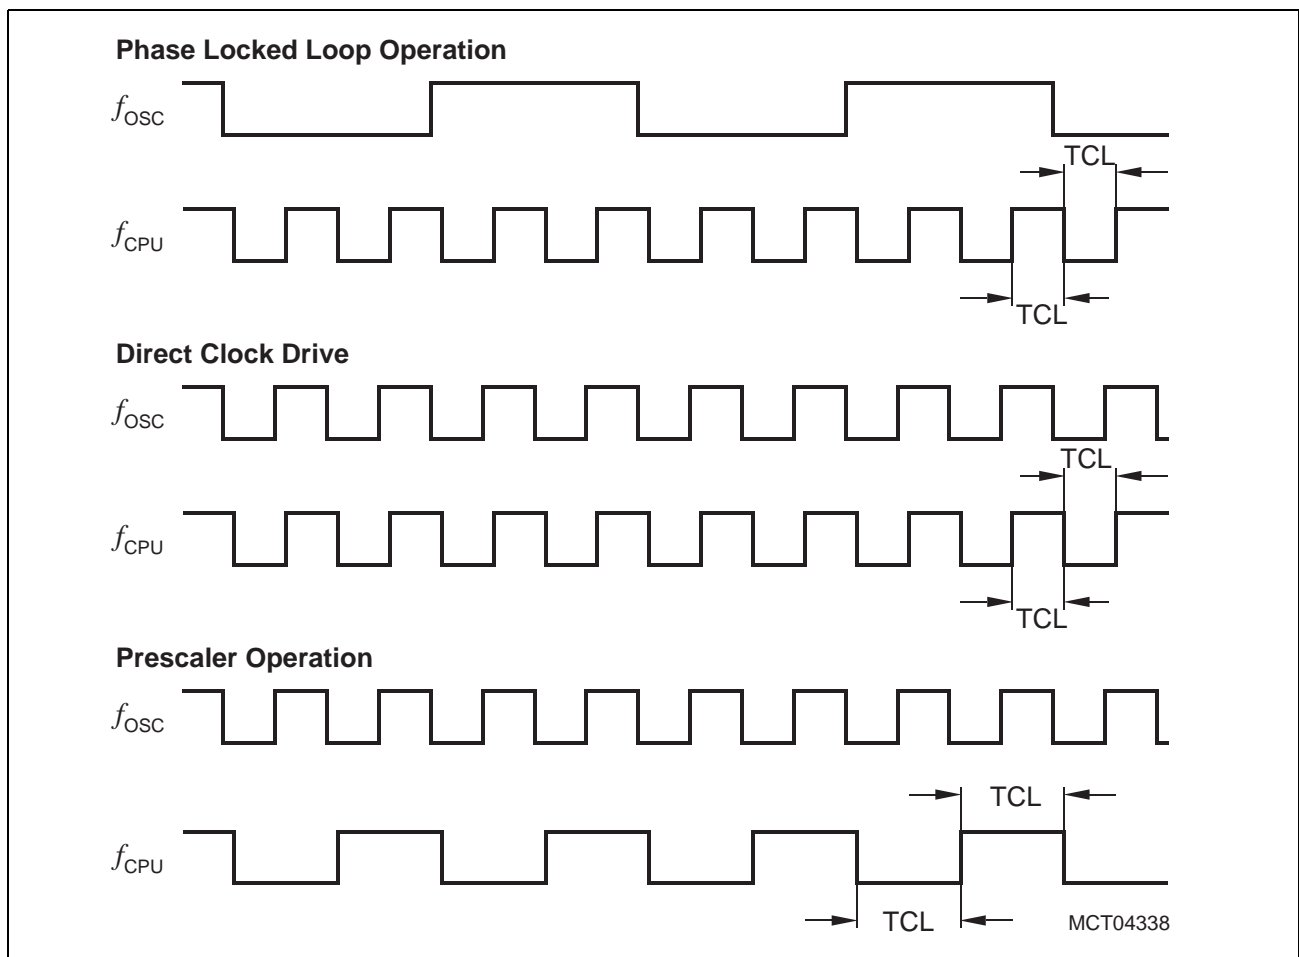 Phase Locked Loop Operation
fOSC
TCL
fCPU
TCL
Direct Clock Drive
fOSC
TCL
fCPU
TCL
Prescaler Operation
fOSC
TCL
fCPU
TCL
MCT04338